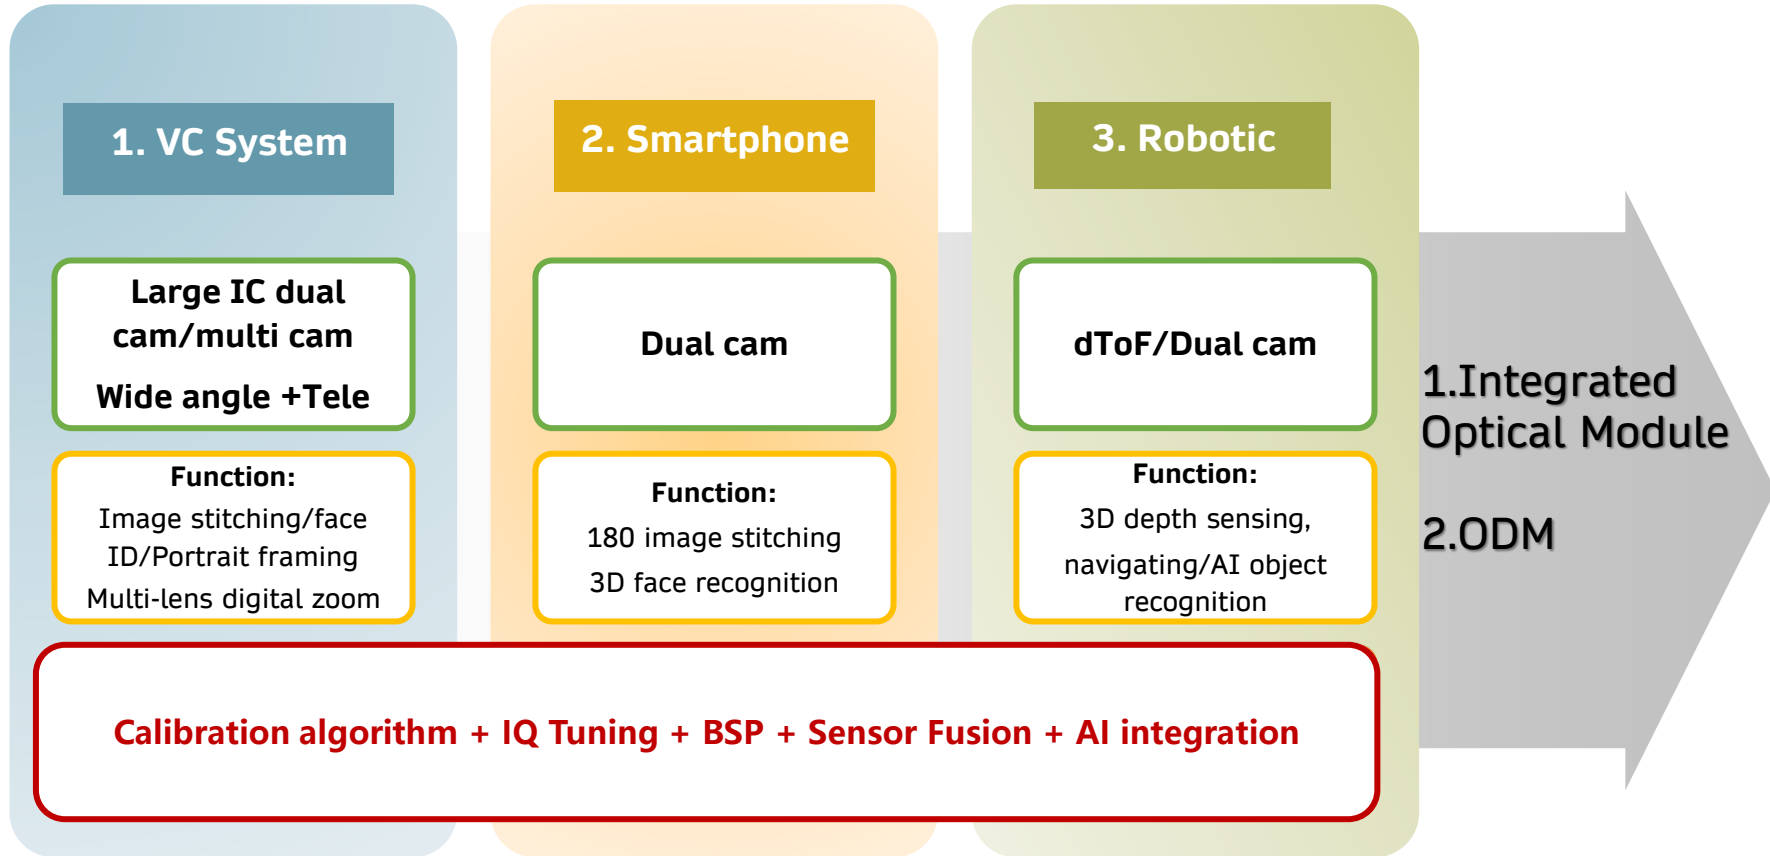 1. VC System
Large IC dual
cam/multi cam
Wide angle +Tele
Function:
Image stitching/face
ID/Portrait framing
Multi-lens digital zoom
2. Smartphone
Dual cam
Function:
180 image stitching
3D face recognition
3. Robotic
dToF/Dual cam
Function:
3D depth sensing,
navigating/AI object
recognition
Calibration algorithm + IQ Tuning + BSP + Sensor Fusion + AI integration
1.Integrated
Optical Module
2.ODM